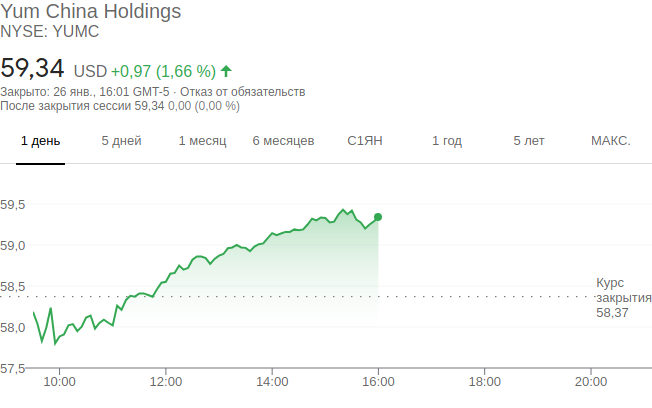 Yum China Holdings
NYSE: YUMC
59,34 USD +0,97 (1,66 %)
Закрыто: 26 янв., 16:01 GMT-5 · Отказ от обязательств
После закрытия сессии 59,34 0,00 (0,00 %)
1 день 5 дней 1 месяц 6 месяцев С1ЯН 1 год 5 лет МАКС.
59,5
59,0
58,5
Курс
закрытия
58,37
58,0
57,5
10:00 12:00 14:00 16:00 18:00 20:00